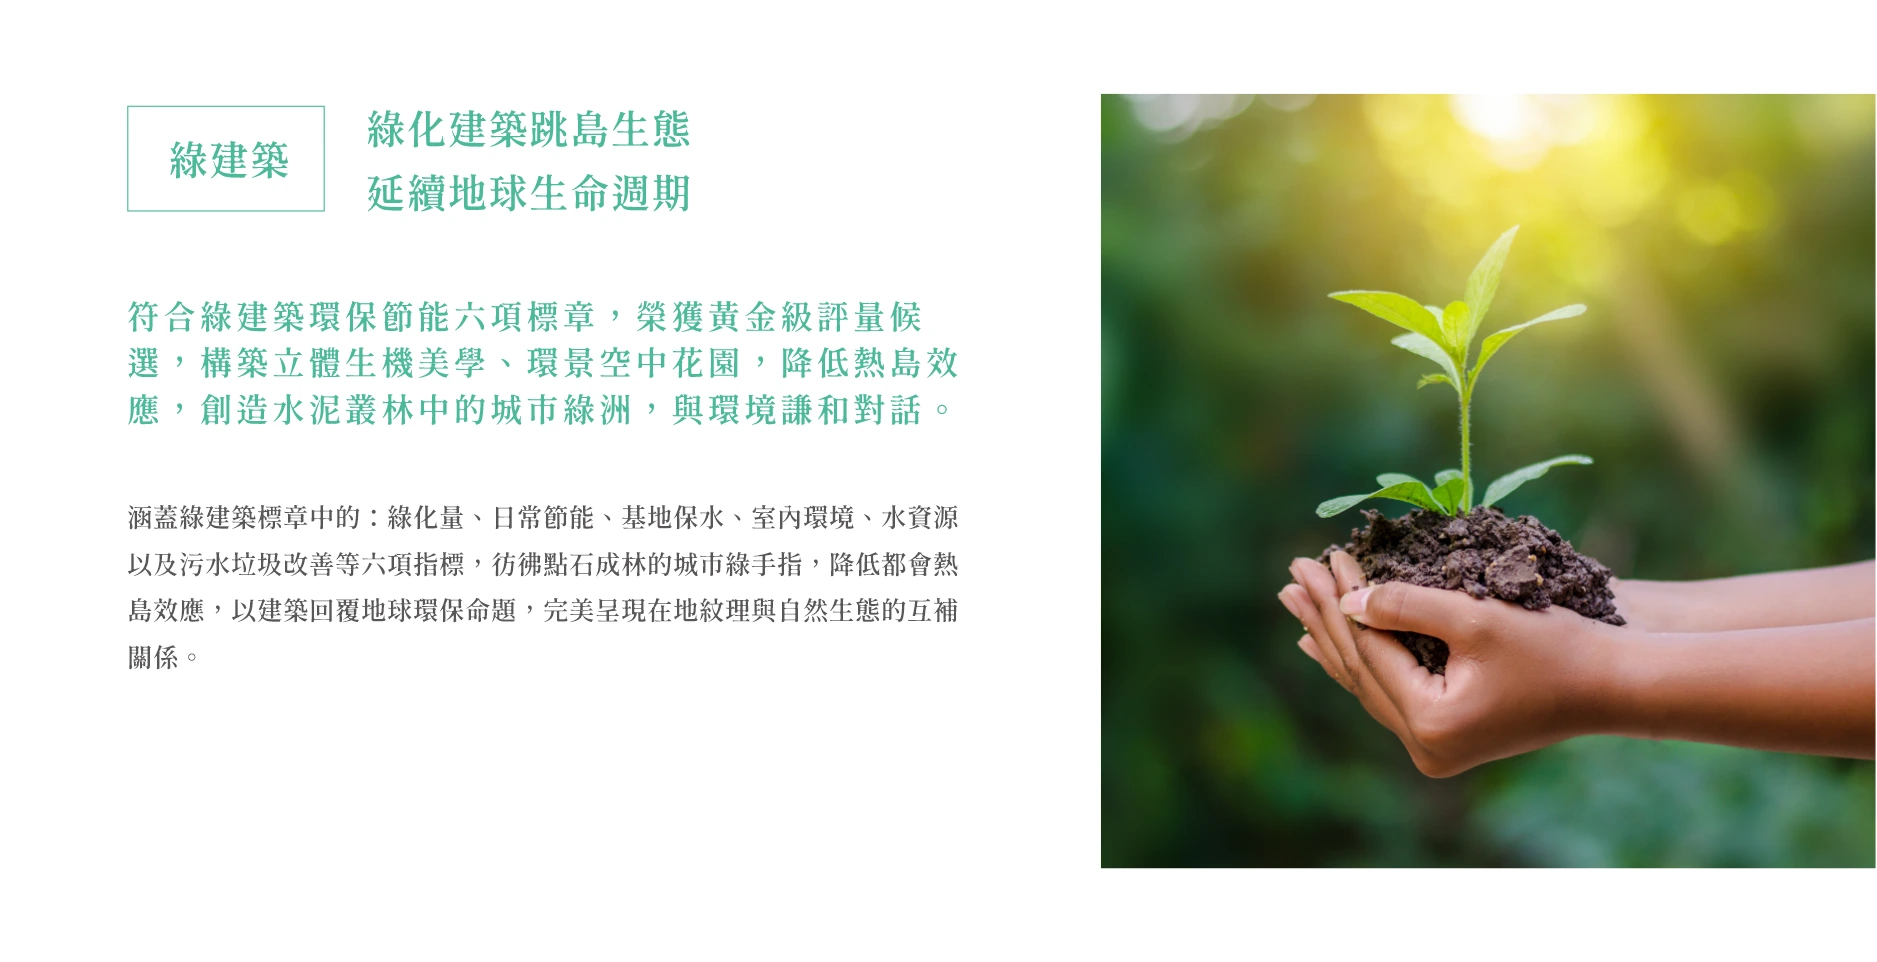 綠建築
綠化建築跳島生態
延續地球生命週期
符合綠建築環保節能六項標章，榮獲黃金級評量候
選，構築立體生機美學、環景空中花園，降低熱島效
應，創造水泥叢林中的城市綠洲，與環境謙和對話。
涵蓋綠建築標章中的：綠化量、日常節能、基地保水、室內環境、水資源
以及污水垃圾改善等六項指標，彷彿點石成林的城市綠手指，降低都會熱
島效應，以建築回覆地球環保命題，完美呈現在地紋理與自然生態的互補
關係。